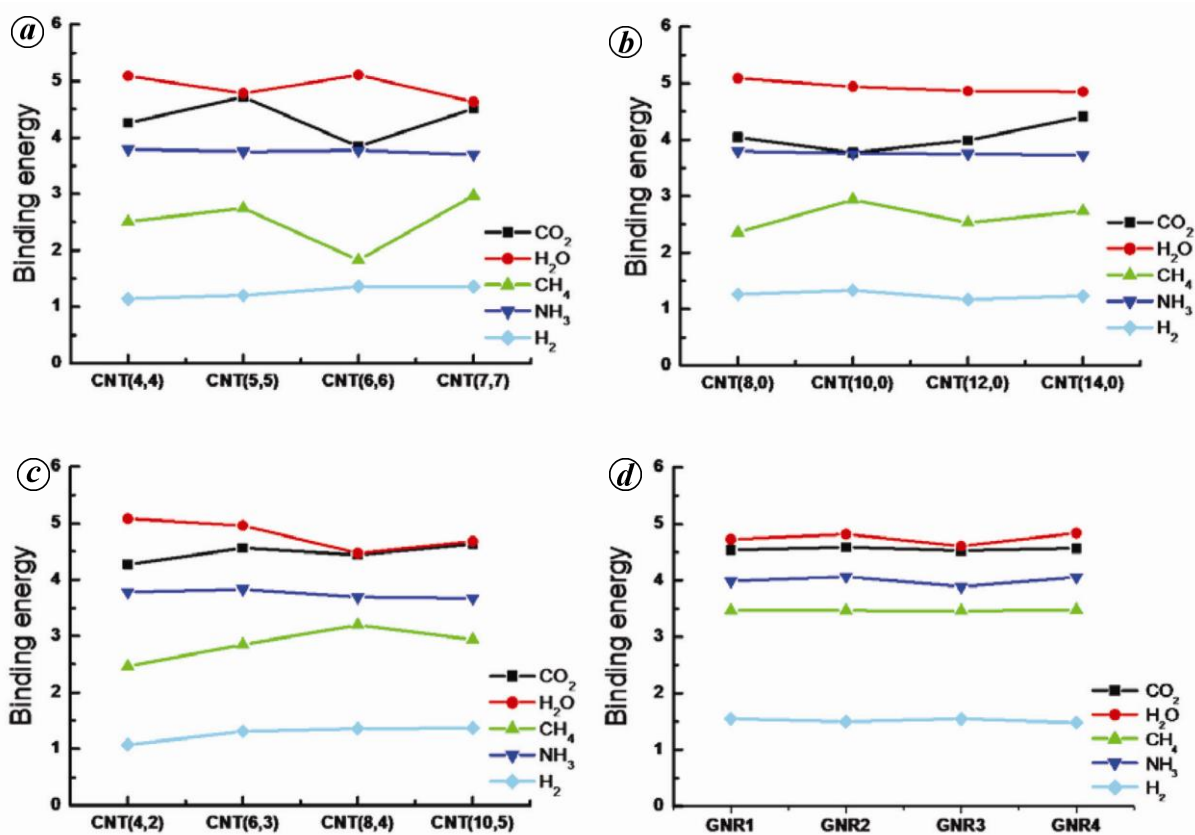 a
6
5
4
3
2
1
0
Binding energy
CO₂
H₂O
CH₄
NH₃
H₂
CNT(4,4) CNT(5,5) CNT(6,6) CNT(7,7)
b
6
5
4
3
2
1
0
Binding energy
CO₂
H₂O
CH₄
NH₃
H₂
CNT(8,0) CNT(10,0) CNT(12,0) CNT(14,0)
c
6
5
4
3
2
1
0
Binding energy
CO₂
H₂O
CH₄
NH₃
H₂
CNT(4,2) CNT(6,3) CNT(8,4) CNT(10,5)
d
6
5
4
3
2
1
0
Binding energy
CO₂
H₂O
CH₄
NH₃
H₂
GNR1 GNR2 GNR3 GNR4